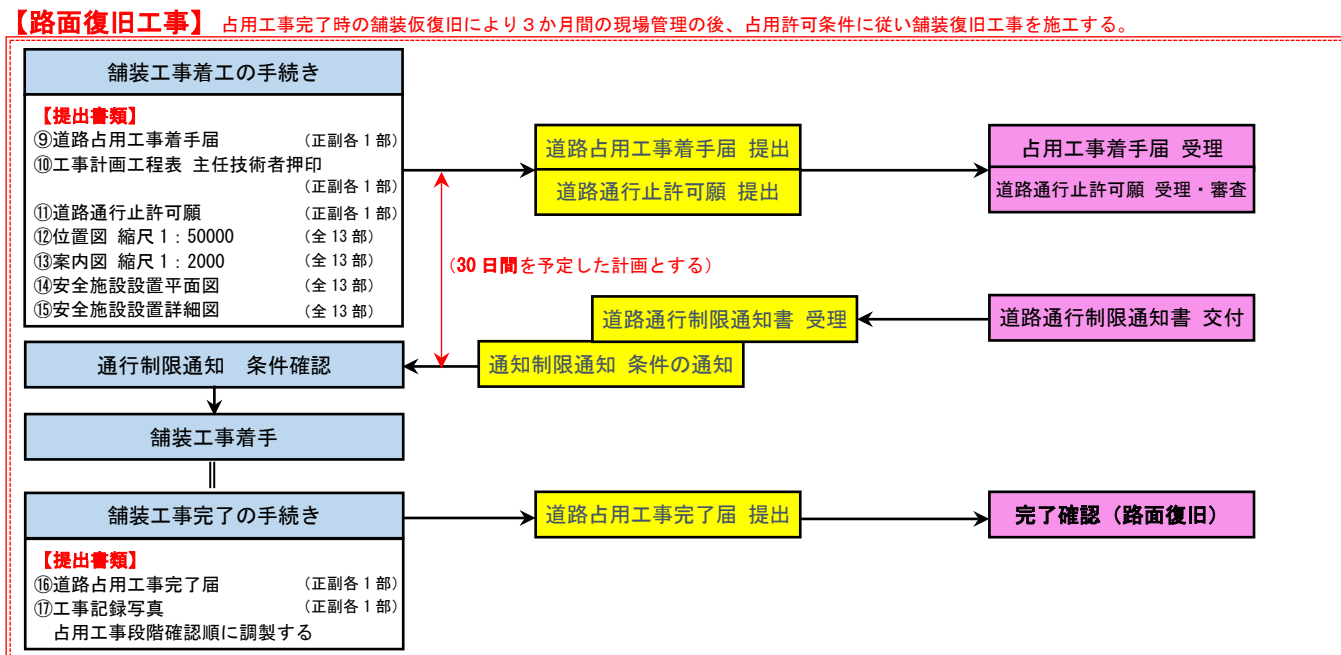 【路面復旧工事】 占用工事完了時の舗装仮復旧により３か月間の現場管理の後、占用許可条件に従い舗装復旧工事を施工する。
舗装工事着工の手続き
【提出書類】
⑨道路占用工事着手届 （正副各１部）
⑩工事計画工程表 主任技術者押印
（正副各１部）
⑪道路通行止許可願 （正副各１部）
⑫位置図 縮尺１：50000 （全 13 部）
⑬案内図 縮尺１：2000 （全 13 部）
⑭安全施設設置平面図 （全 13 部）
⑮安全施設設置詳細図 （全 13 部）
道路占用工事着手届 提出
道路通行止許可願 提出
占用工事着手届 受理
道路通行止許可願 受理・審査
（30 日間を予定した計画とする）
道路通行制限通知書 受理
道路通行制限通知書 交付
通行制限通知　条件確認
通知制限通知 条件の通知
舗装工事着手
舗装工事完了の手続き
道路占用工事完了届 提出
完了確認（路面復旧）
【提出書類】
⑯道路占用工事完了届 （正副各１部）
⑰工事記録写真 （正副各１部）
占用工事段階確認順に調製する